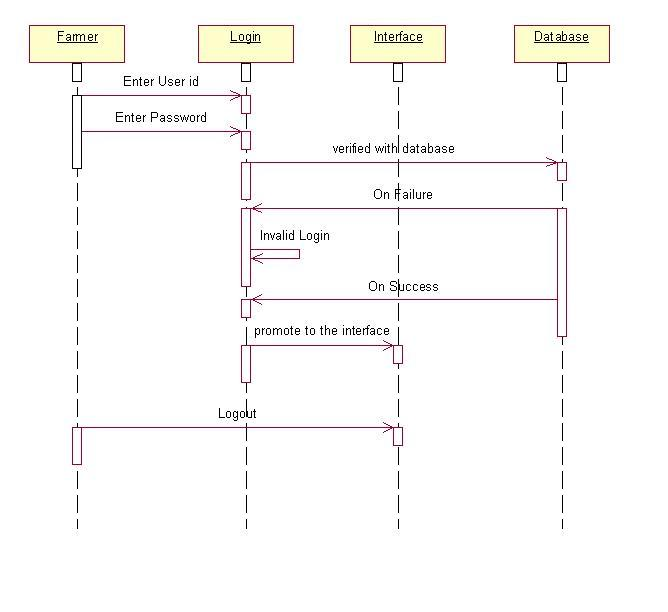 Farmer
Login
Interface
Database
Enter User id
Enter Password
verified with database
On Failure
Invalid Login
On Success
promote to the interface
Logout